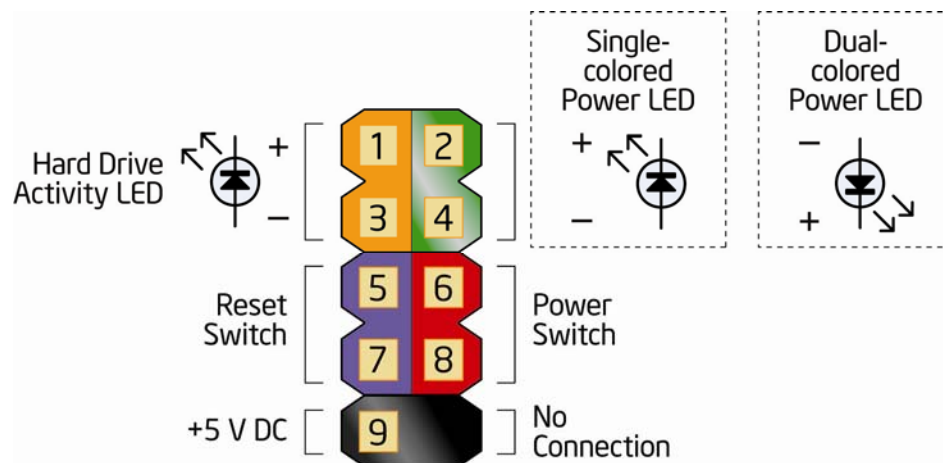 Single-
colored
Power LED
Dual-
colored
Power LED
Hard Drive
Activity LED
+
−
1 2
3 4
+
−
−
+
Reset
Switch
5 6
7 8
Power
Switch
+5 V DC
9
No
Connection